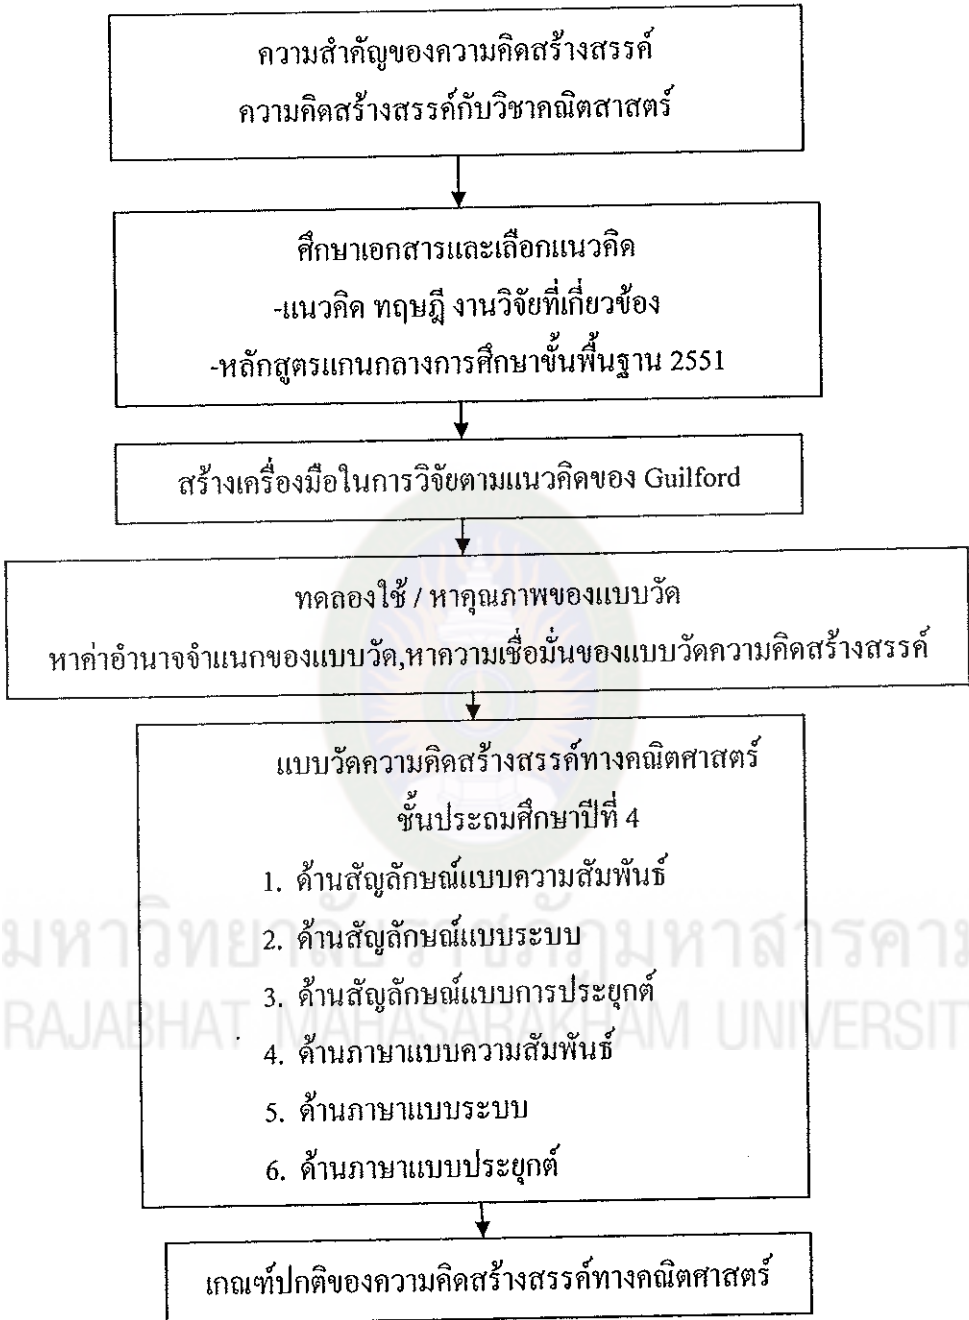 ความสำคัญของความคิดสร้างสรรค์
ความคิดสร้างสรรค์กับวิชาคณิตสาสตร์
ศึกษาเอกสารและเลือกแนวคิด
-แนวคิด ทฤษฎี งานวิจัยที่เกี่ยวข้อง
-หลักสูตรแกนกลางการศึกษาขั้นพื้นฐาน 2551
สร้างเครื่องมือในการวิจัยตามแนวคิดของ Guilford
ทดลองใช้ / หาคุณภาพของแบบวัด
หาค่าอำนาจจำแนกของแบบวัด,หาความเชื่อมั่นของแบบวัดความคิดสร้างสรรค์
แบบวัดความคิดสร้างสรรค์ทางคณิตศาสตร์
ชั้นประถมศึกษาปีที่ 4
1. ด้านสัญลักษณ์แบบความสัมพันธ์
2. ด้านสัญลักษณ์แบบระบบ
3. ด้านสัญลักษณ์แบบการประยุกต์
4. ด้านภาษาแบบความสัมพันธ์
5. ด้านภาษาแบบระบบ
6. ด้านภาษาแบบประยุกต์
มหาวิทยาลัยราชภัฏมหาสารคาม
RAJABHAT MAHASARAKHAM UNIVERSIT
เกณฑ์ปกติของความคิดสร้างสรรค์ทางคณิตศาสตร์